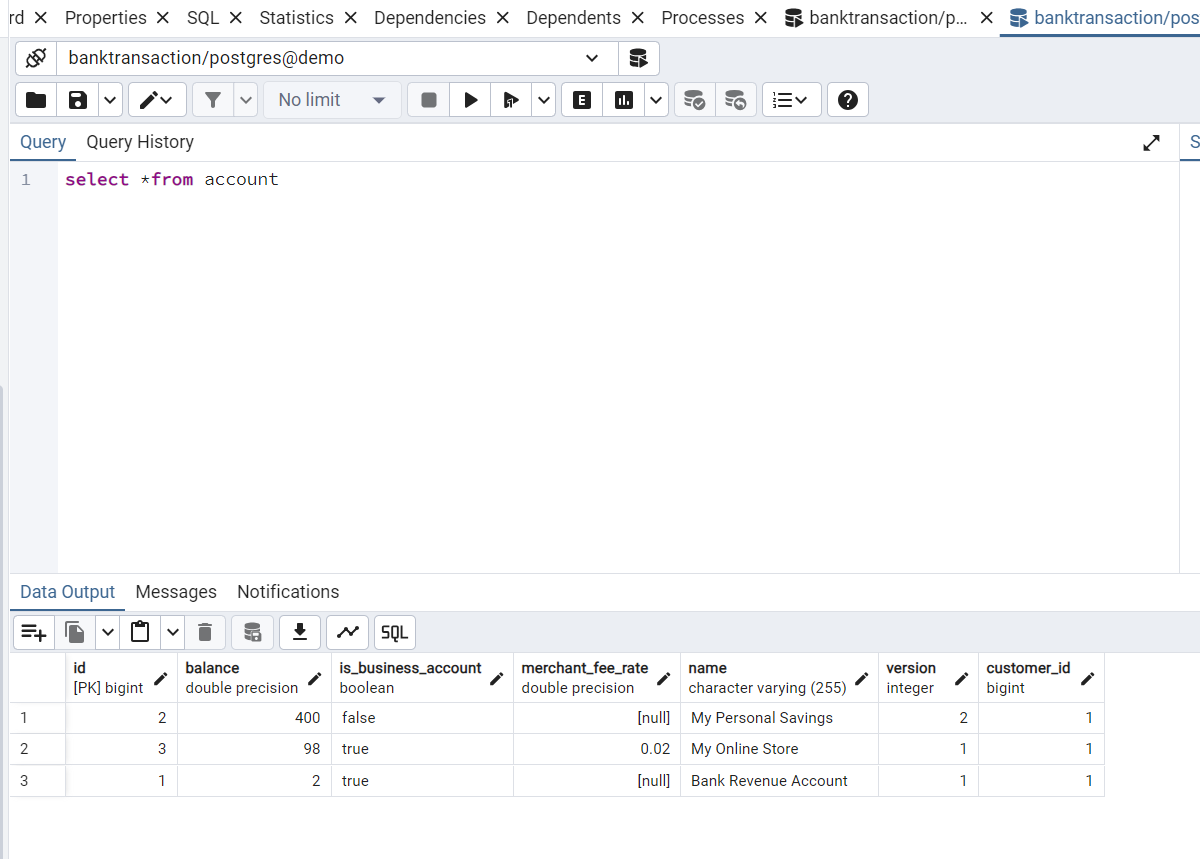 rd Properties SQL Statistics Dependencies Dependents Processes banktransaction/p... banktransaction/pos
banktransaction/postgres@demo
No limit E
Query Query History S
1 select *from account
Data Output Messages Notifications
SQL
id balance is_business_account merchant_fee_rate name version customer_id
[PK] bigint double precision boolean double precision character varying (255) integer bigint
1 2 400 false [null] My Personal Savings 2 1
2 3 98 true 0.02 My Online Store 1 1
3 1 2 true [null] Bank Revenue Account 1 1